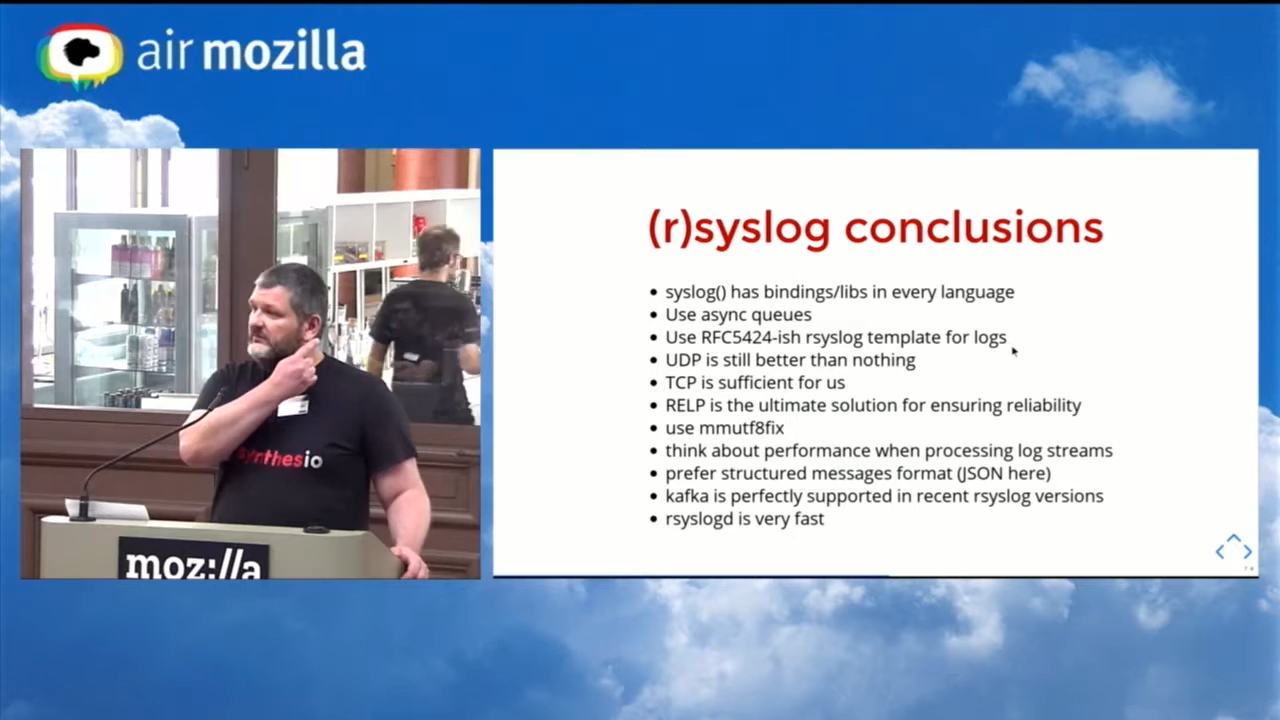 air mozilla
synthesio
moz://a
(r)syslog conclusions
syslog() has bindings/libs in every language
Use async queues
Use RFC5424-ish rsyslog template for logs
UDP is still better than nothing
TCP is sufficient for us
RELP is the ultimate solution for ensuring reliability
use mmutf8fix
think about performance when processing log streams
prefer structured messages format (JSON here)
kafka is perfectly supported in recent rsyslog versions
rsyslogd is very fast